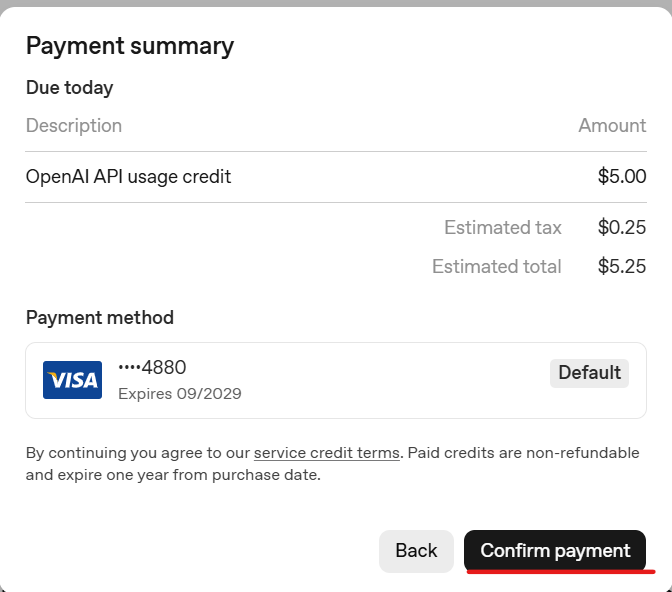 Payment summary
Due today
Description Amount
OpenAI API usage credit $5.00
Estimated tax $0.25
Estimated total $5.25
Payment method
VISA ••••4880 Default
Expires 09/2029
By continuing you agree to our service credit terms. Paid credits are non-refundable
and expire one year from purchase date.
Back Confirm payment